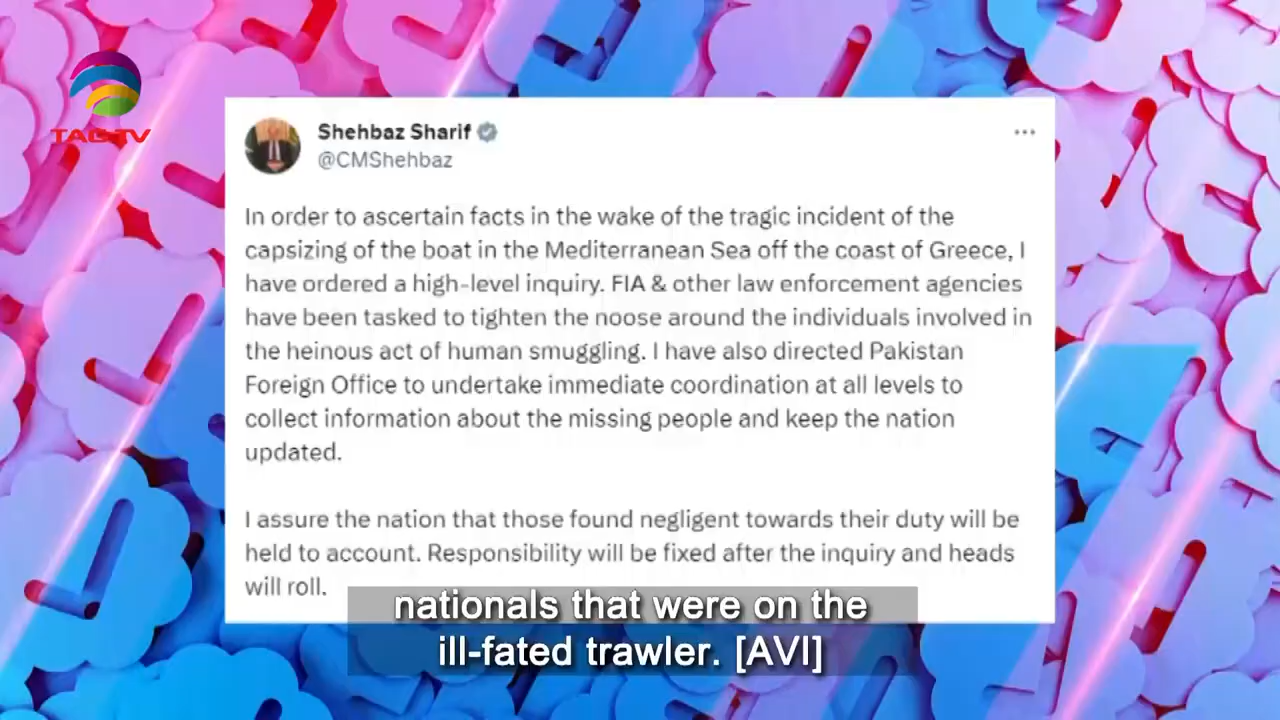 TAG TV
Shehbaz Sharif
@CMShehbaz
In order to ascertain facts in the wake of the tragic incident of the
capsizing of the boat in the Mediterranean Sea off the coast of Greece, I
have ordered a high-level inquiry. FIA & other law enforcement agencies
have been tasked to tighten the noose around the individuals involved in
the heinous act of human smuggling. I have also directed Pakistan
Foreign Office to undertake immediate coordination at all levels to
collect information about the missing people and keep the nation
updated.
I assure the nation that those found negligent towards their duty will be
held to account. Responsibility will be fixed after the inquiry and heads
will roll.
nationals that were on the
ill-fated trawler. [AVI]